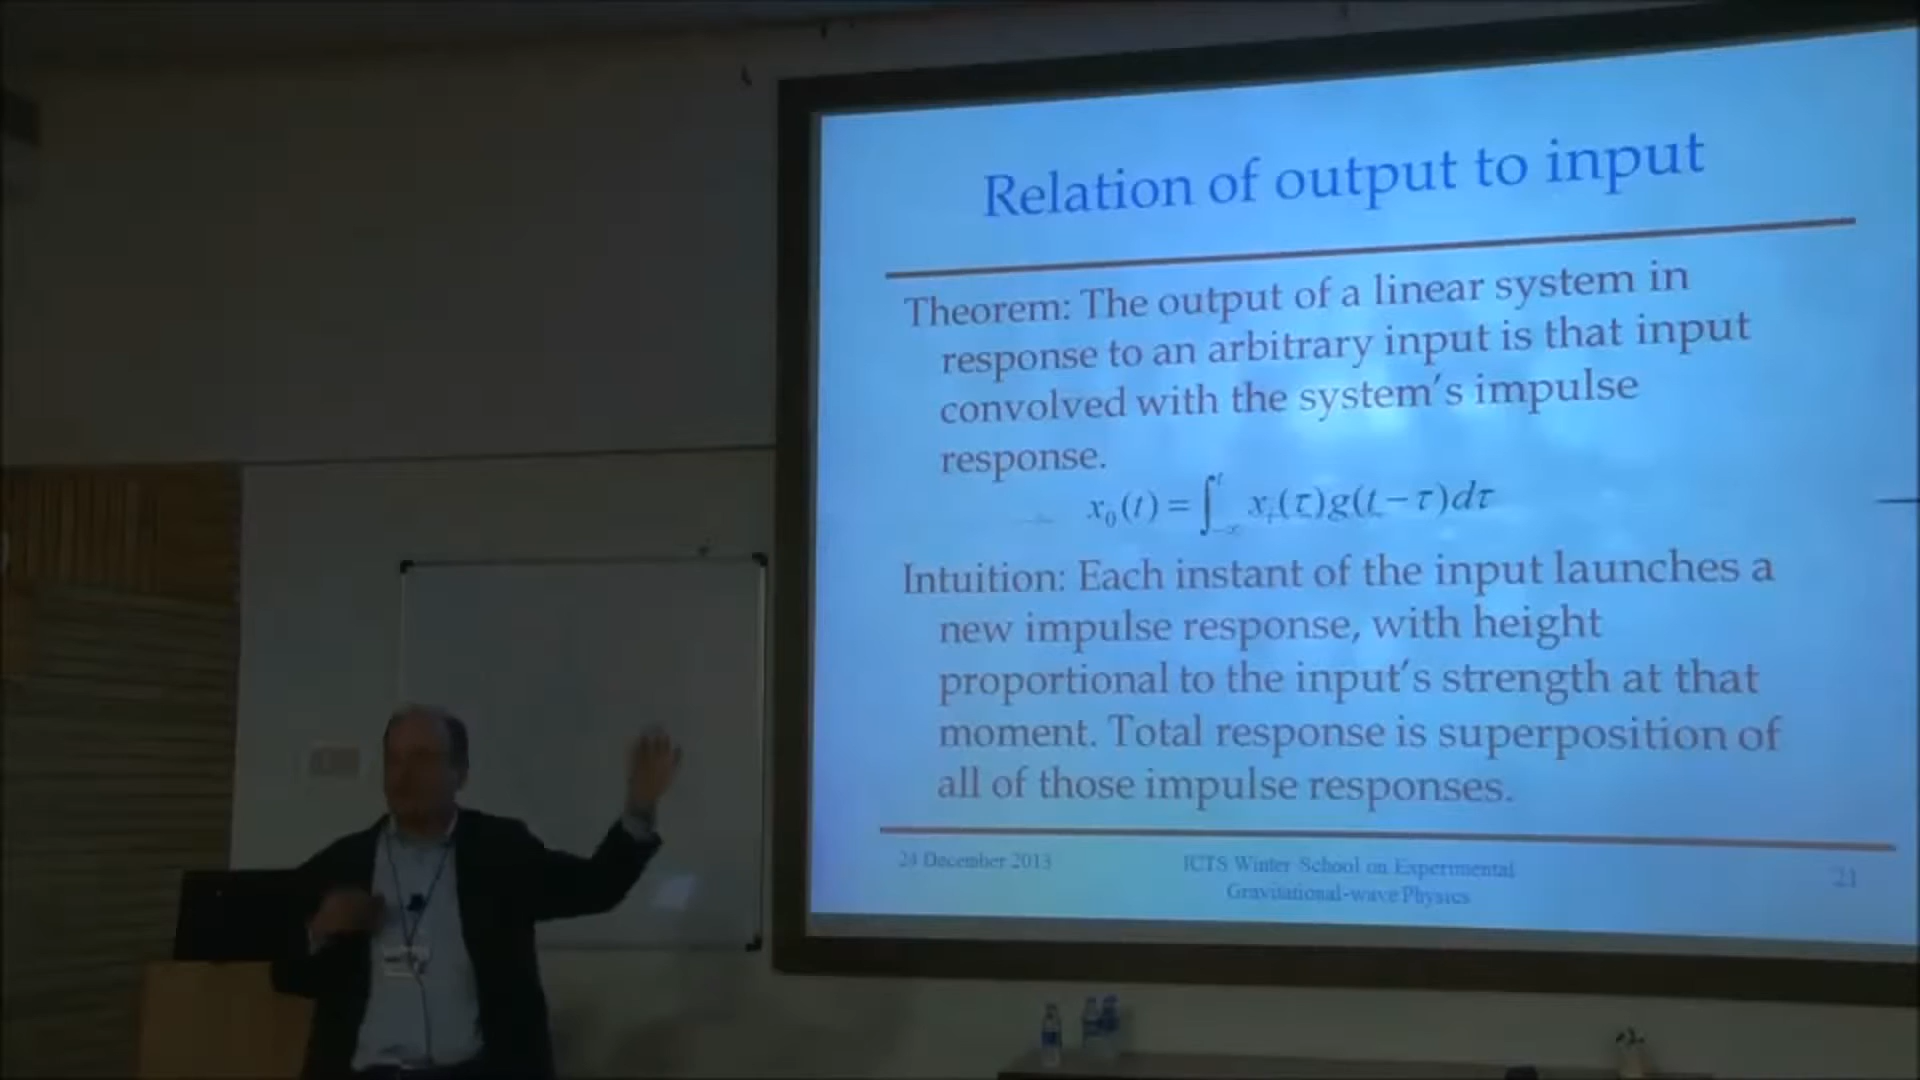 Relation of output to input
Theorem: The output of a linear system in
response to an arbitrary input is that input
convolved with the system's impulse
response.
x₀(t) = ∫_{-∞}^{t} xᵢ(τ)g(t−τ)dτ
Intuition: Each instant of the input launches a
new impulse response, with height
proportional to the input's strength at that
moment. Total response is superposition of
all of those impulse responses.
24 December 2013
ICTS Winter School on Experimental
Gravitational-wave Physics
21